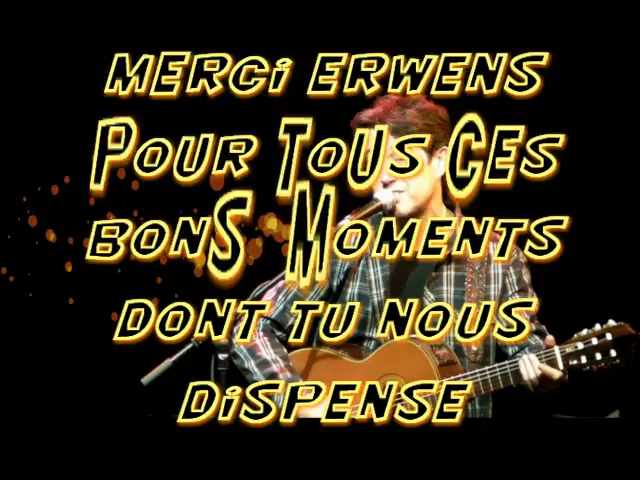 MERCi ERWENS
POUR TOUS CES
BONS MOMENTS
DONT TU NOUS
DiSPENSE